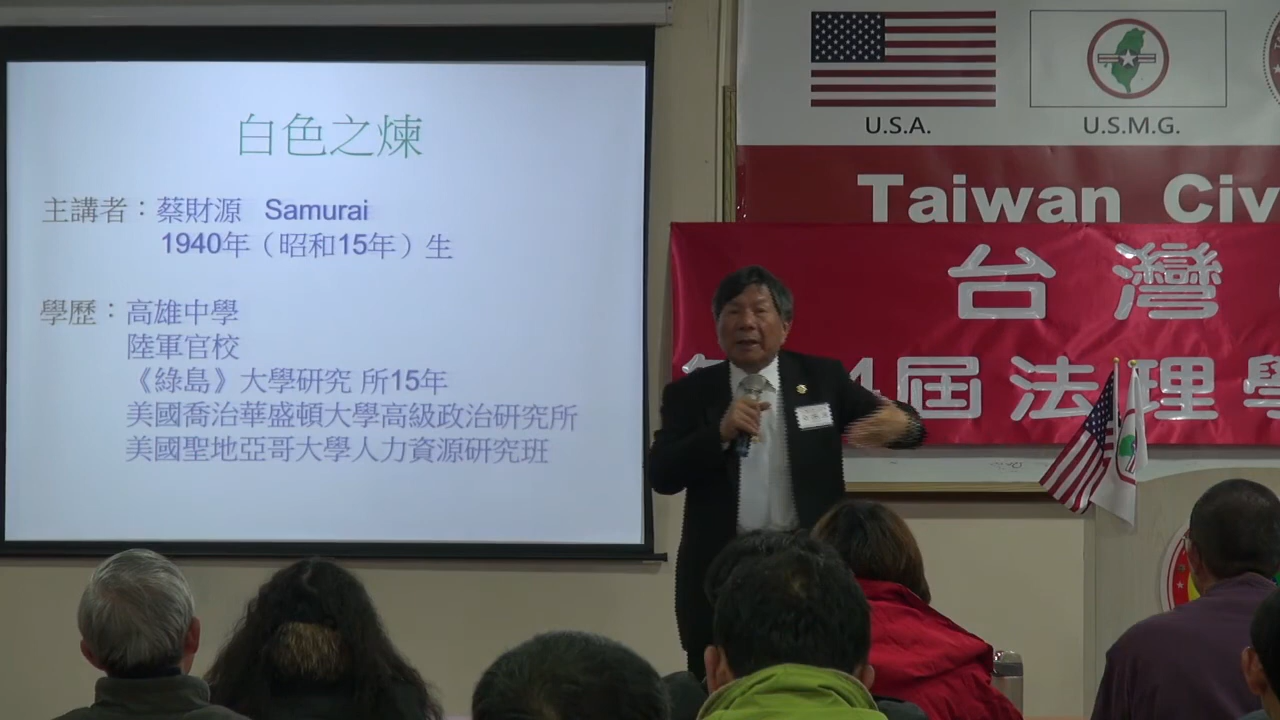 白色之煉
主講者：蔡財源 Samurai
1940年（昭和15年）生
學歷：高雄中學
陸軍官校
《綠島》大學研究 所15年
美國喬治華盛頓大學高級政治研究所
美國聖地亞哥大學人力資源研究班
U.S.A.
U.S.M.G.
Taiwan Civ
台灣
4屆法理學